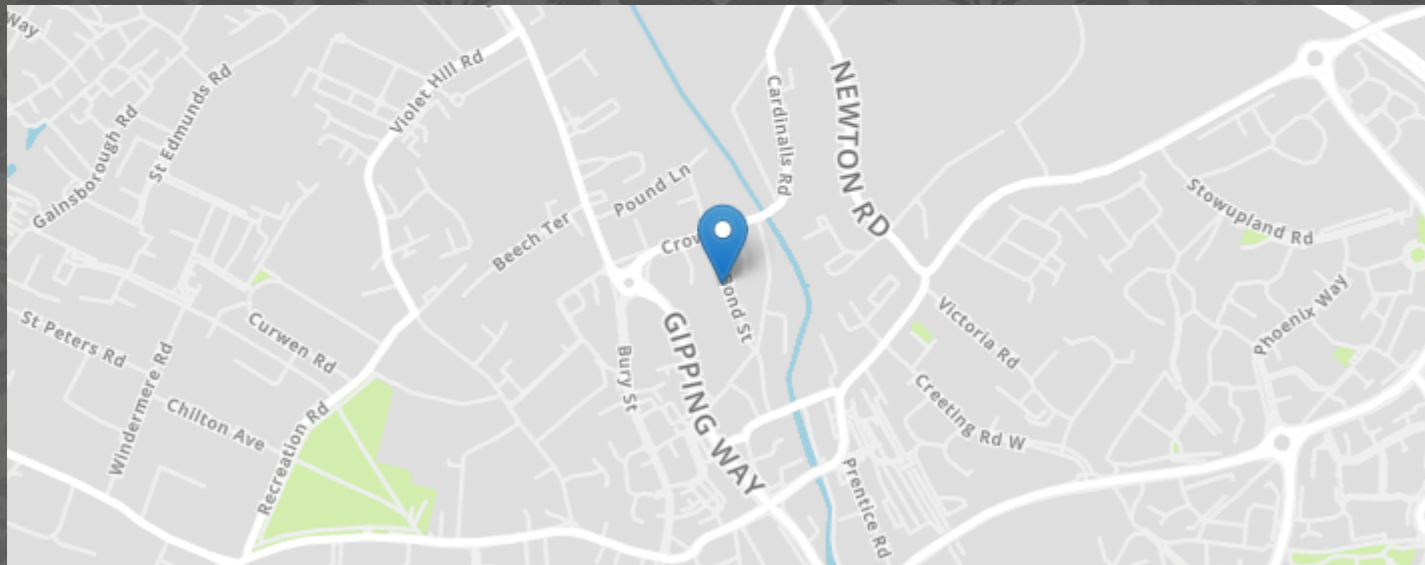 Way
Gainsborough Rd
St Edmunds Rd
Violet Hill Rd
Cardinalls Rd
NEWTON RD
Pound Ln
Beech Ter
Stowupland Rd
St Peters Rd
Curwen Rd
Windermere Rd
Chilton Ave
Recreation Rd
Bury St
GIPPING WAY
St
Victoria Rd
Phoenix Way
Creeting Rd W
Prentice Rd